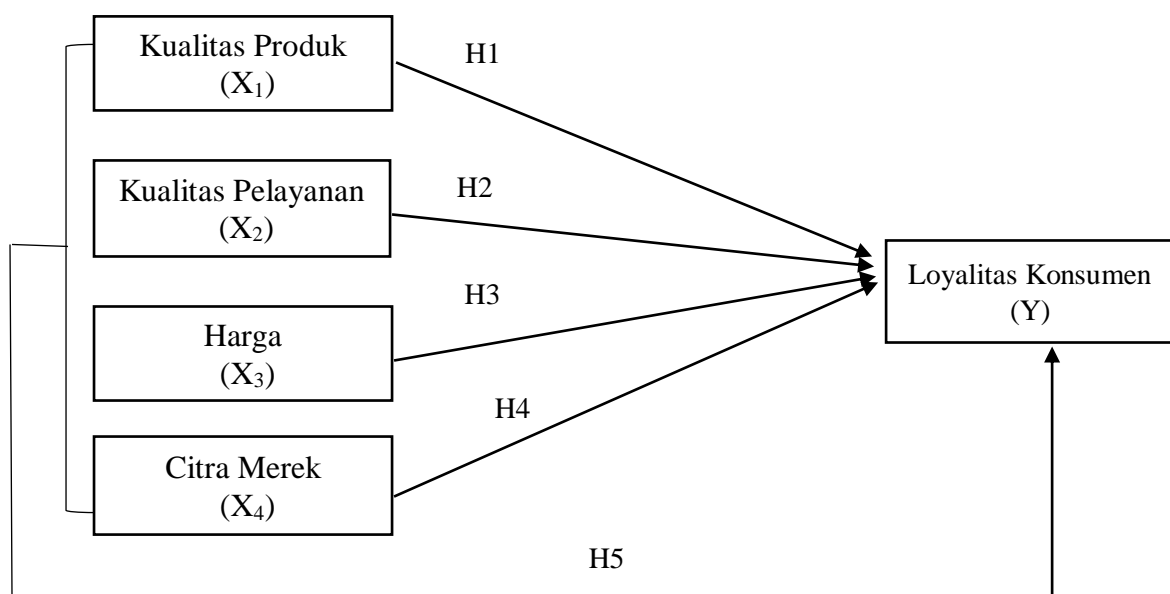 Kualitas Produk
(X₁)
H1
Kualitas Pelayanan
(X₂)
H2
Harga
(X₃)
H3
Citra Merek
(X₄)
H4
Loyalitas Konsumen
(Y)
H5